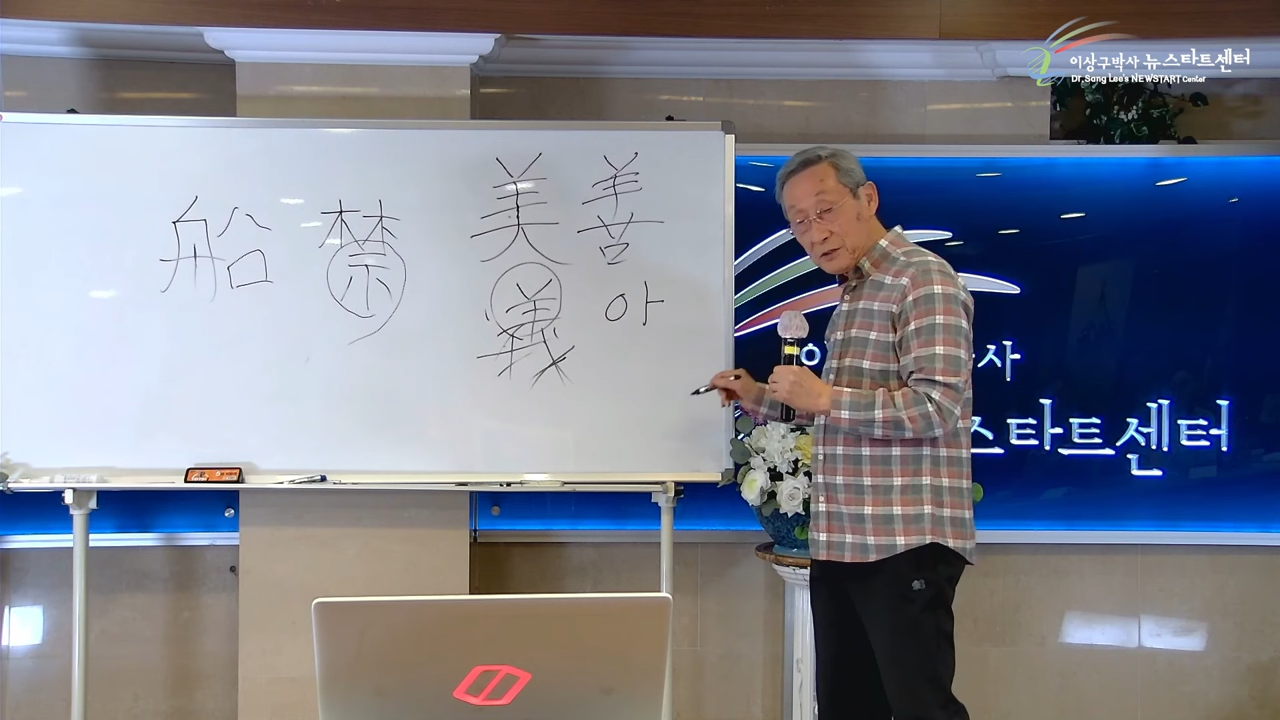 이상구박사 뉴스타트센터
Dr. Sang Lee's NEWSTART Center
船 禁 美 善
義 아
사
스타트센터